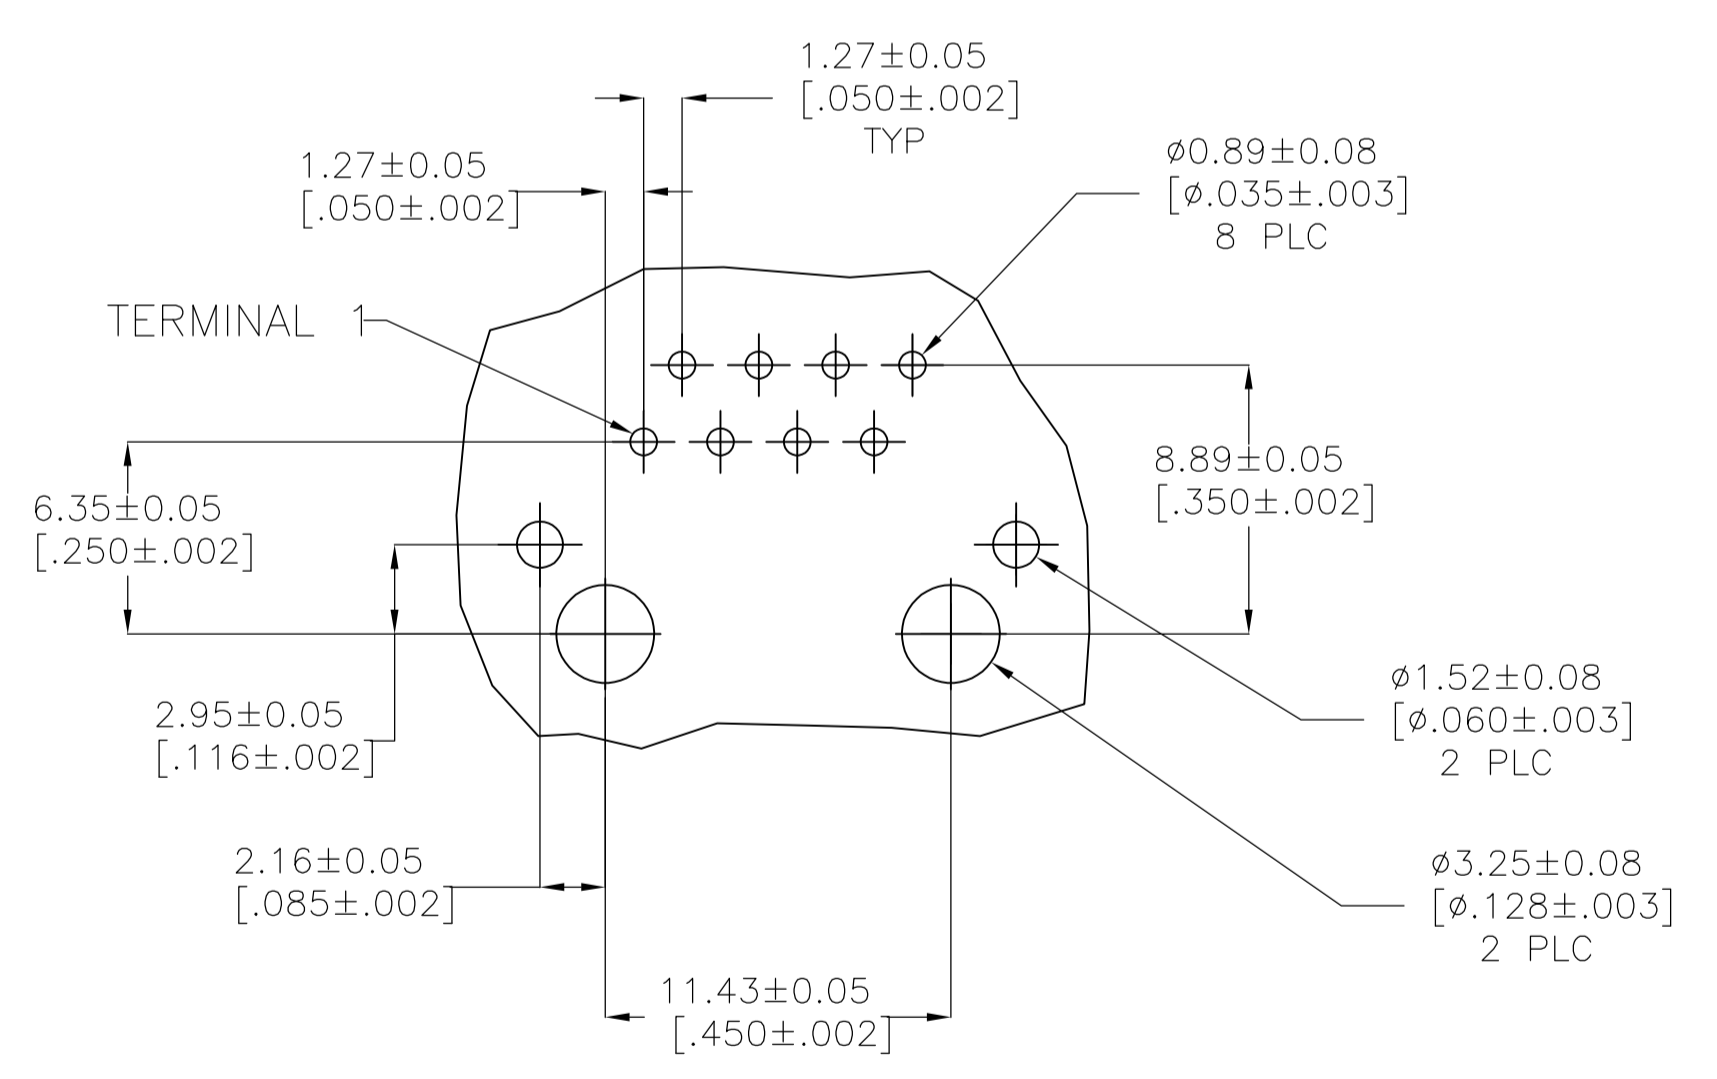 1.27±0.05
[.050±.002]
TYP
1.27±0.05
[.050±.002]
ø0.89±0.08
[ø.035±.003]
8 PLC
TERMINAL 1
8.89±0.05
[.350±.002]
6.35±0.05
[.250±.002]
2.95±0.05
[.116±.002]
ø1.52±0.08
[ø.060±.003]
2 PLC
2.16±0.05
[.085±.002]
ø3.25±0.08
[ø.128±.003]
2 PLC
11.43±0.05
[.450±.002]